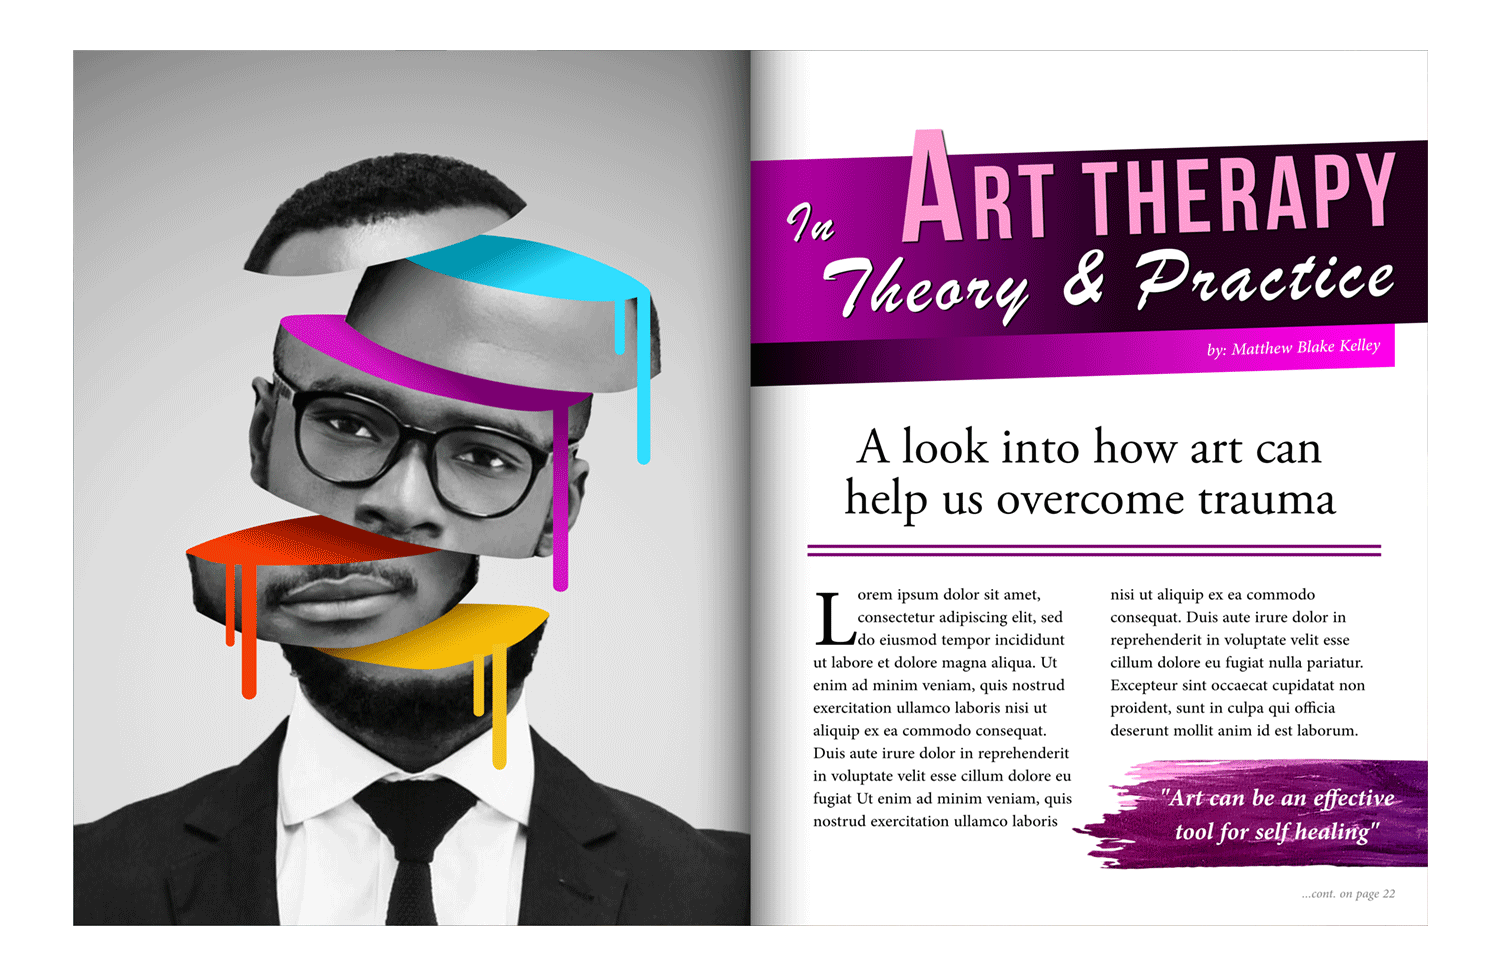 In ART THERAPY
Theory & Practice
by: Matthew Blake Kelley
A look into how art can
help us overcome trauma
Lorem ipsum dolor sit amet,
consectetur adipiscing elit, sed
do eiusmod tempor incididunt
ut labore et dolore magna aliqua. Ut
enim ad minim veniam, quis nostrud
exercitation ullamco laboris nisi ut
aliquip ex ea commodo consequat.
Duis aute irure dolor in reprehenderit
in voluptate velit esse cillum dolore eu
fugiat Ut enim ad minim veniam, quis
nostrud exercitation ullamco laboris
nisi ut aliquip ex ea commodo
consequat. Duis aute irure dolor in
reprehenderit in voluptate velit esse
cillum dolore eu fugiat nulla pariatur.
Excepteur sint occaecat cupidatat non
proident, sunt in culpa qui officia
deserunt mollit anim id est laborum.
"Art can be an effective
tool for self healing"
...cont. on page 22